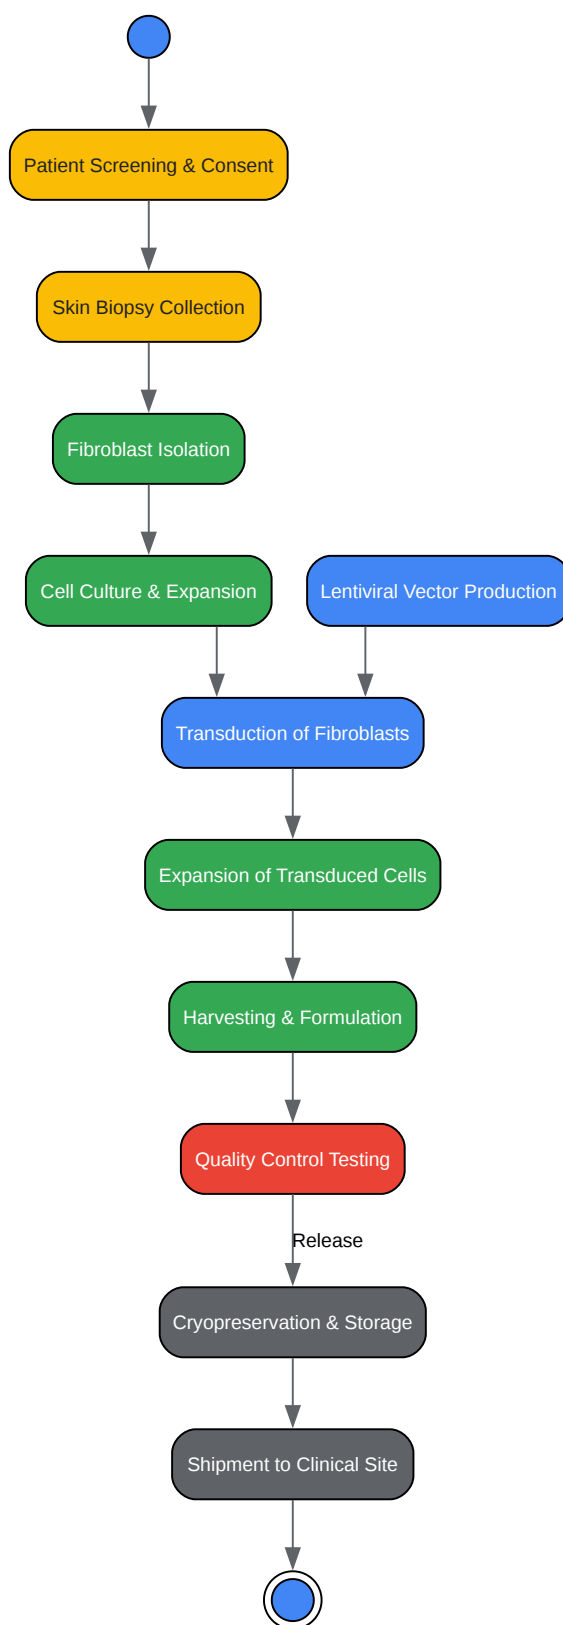 Patient Screening & Consent
Skin Biopsy Collection
Fibroblast Isolation
Cell Culture & Expansion
Lentiviral Vector Production
Transduction of Fibroblasts
Expansion of Transduced Cells
Harvesting & Formulation
Quality Control Testing
Release
Cryopreservation & Storage
Shipment to Clinical Site